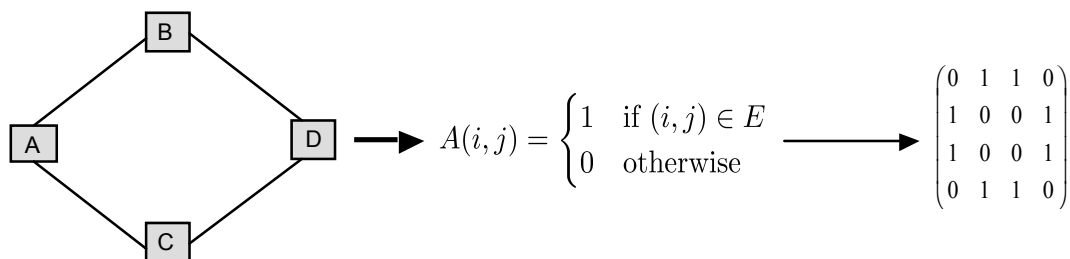 B
A
D
C
A(i, j) = { 1 if (i, j) ∈ E
0 otherwise
0 1 1 0
1 0 0 1
1 0 0 1
0 1 1 0